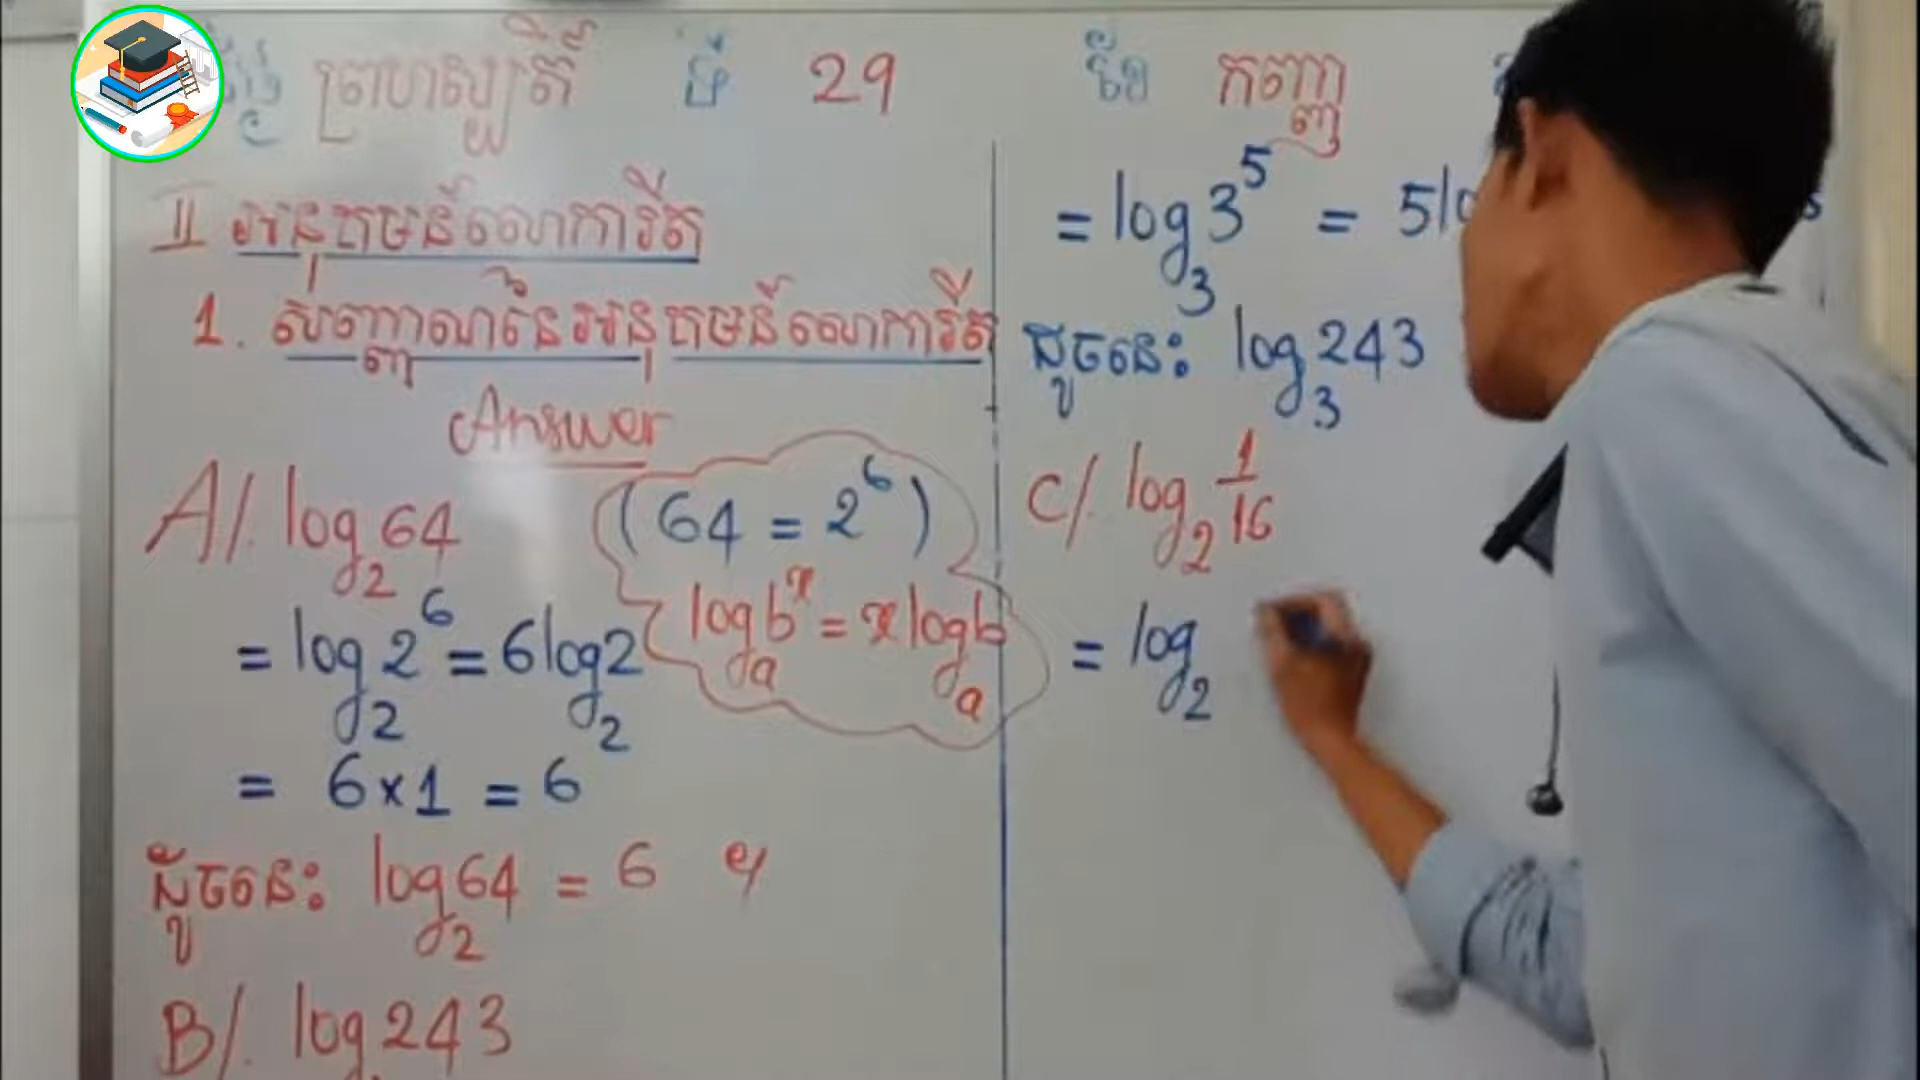 ថ្ងៃ ព្រហស្បតិ៍ ទី 29 ខែ កញ្ញា
II អនុគមន៍លោការីត
1. សញ្ញាណនៃអនុគមន៍លោការីត
Answer
A/. log₂64
(64 = 2⁶)
logₐbˣ = x logₐb
= log₂2⁶ = 6log₂2
= 6×1 = 6
ដូចនេះ log₂64 = 6 ។
B/. log 243
= log₃3⁵ = 5
ដូចនេះ log₃243
C/. log₂ 1/16
= log₂